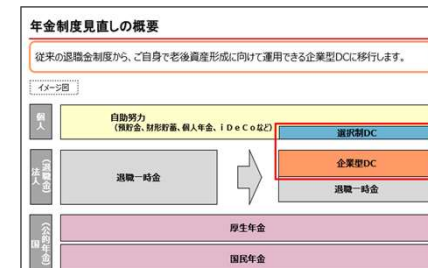 年金制度見直しの概要
従来の退職金制度から、ご自身で老後資産形成に向けて運用できる企業型DCに移行します。
イメージ図
個人
自助努力
(預貯金、財形貯蓄、個人年金、iDeCoなど)
選択制DC
法人
(退職金)
退職一時金
企業型DC
退職一時金
国
(公的年金)
厚生年金
国民年金